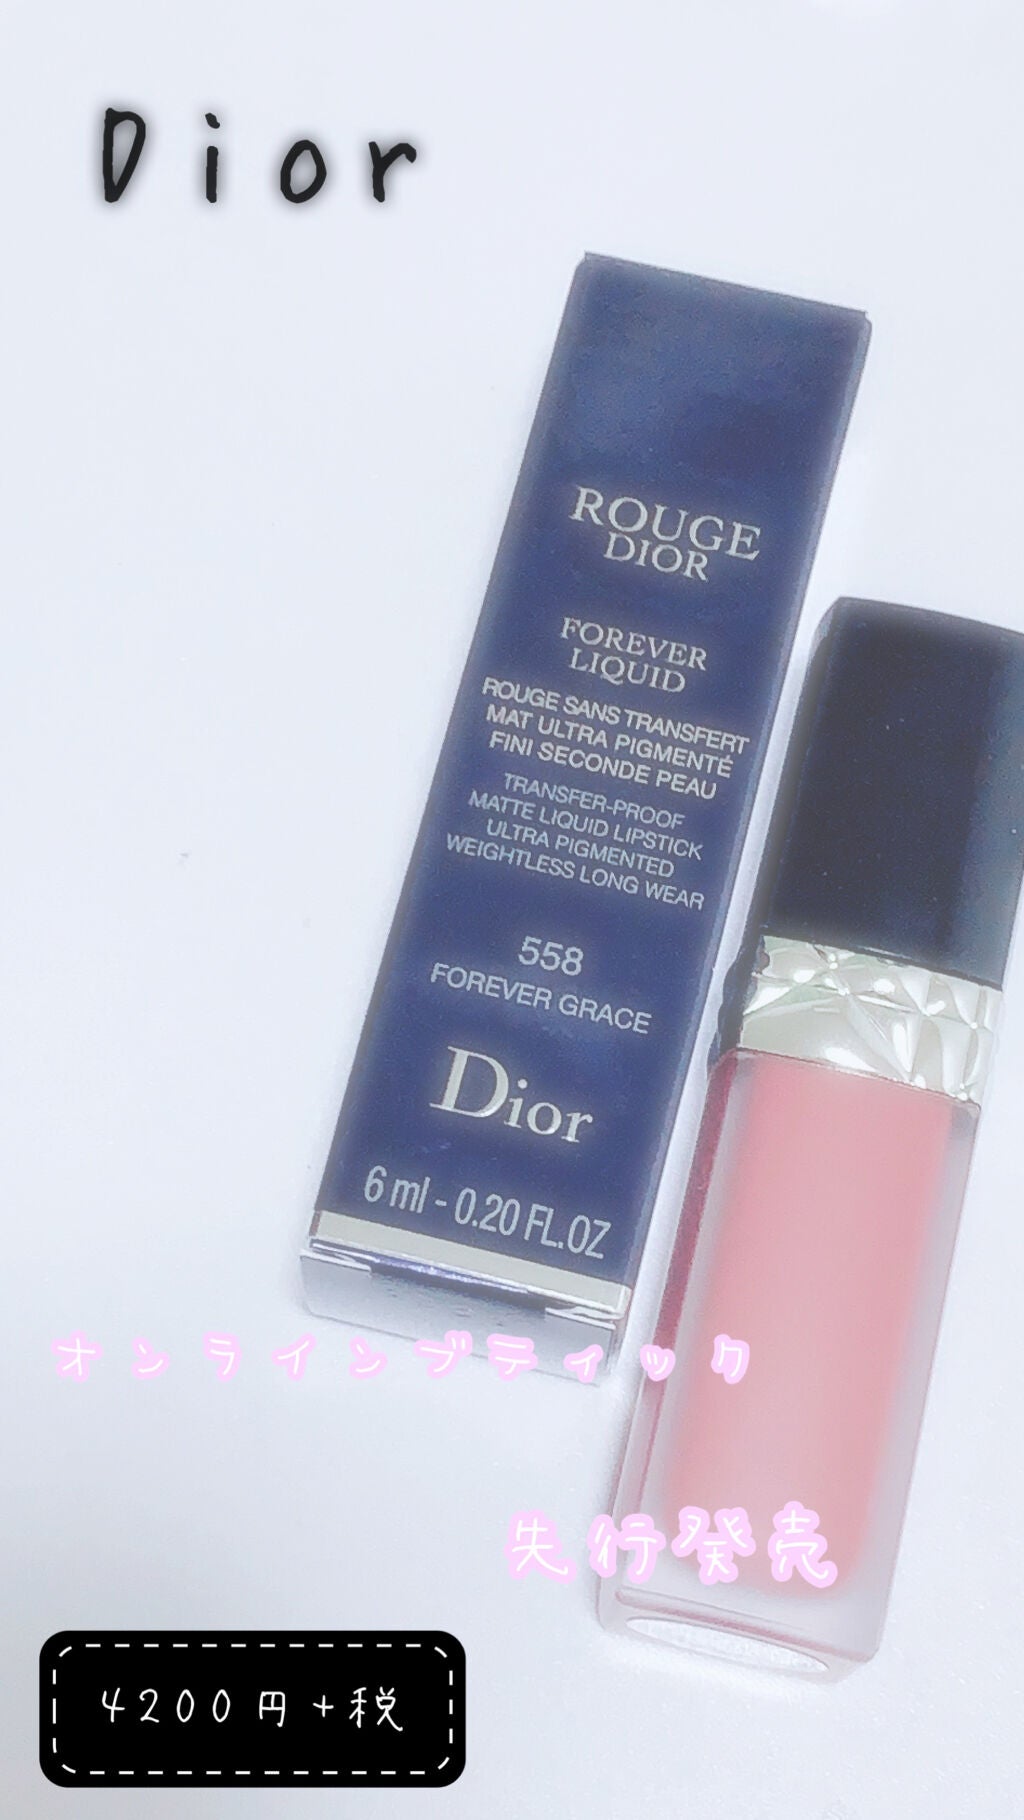 Dior
ROUGE
DIOR
FOREVER
LIQUID
ROUGE SANS TRANSFERT
MAT ULTRA PIGMENTÉ
FINI SECONDE PEAU
TRANSFER-PROOF
MATTE LIQUID LIPSTICK
ULTRA PIGMENTED
WEIGHTLESS LONG WEAR
558
FOREVER GRACE
Dior
6 ml - 0.20 FL.OZ
オンラインブティック
先行発売
4200円+税